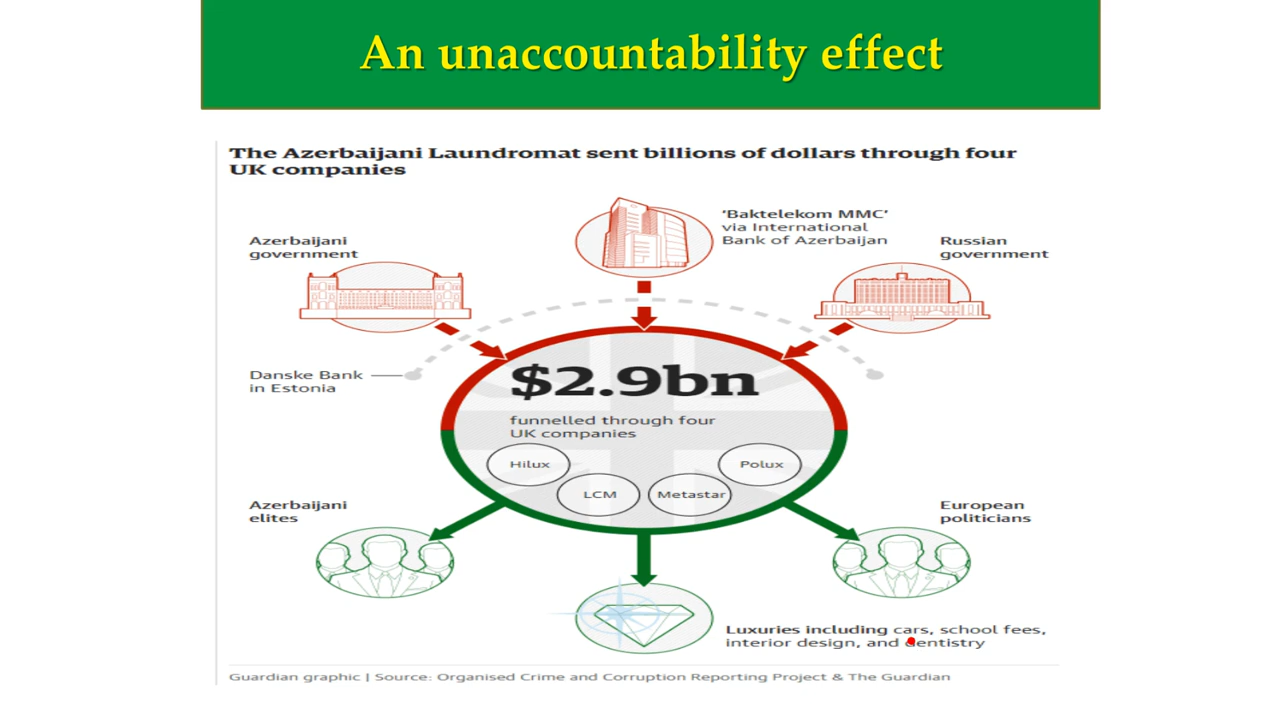 An unaccountability effect
The Azerbaijani Laundromat sent billions of dollars through four
UK companies
'Baktelekom MMC'
via International
Bank of Azerbaijan
Azerbaijani
government
Russian
government
Danske Bank
in Estonia
$2.9bn
funnelled through four
UK companies
Hilux
Polux
LCM
Metastar
Azerbaijani
elites
European
politicians
Luxuries including cars, school fees,
interior design, and dentistry
Guardian graphic | Source: Organised Crime and Corruption Reporting Project & The Guardian